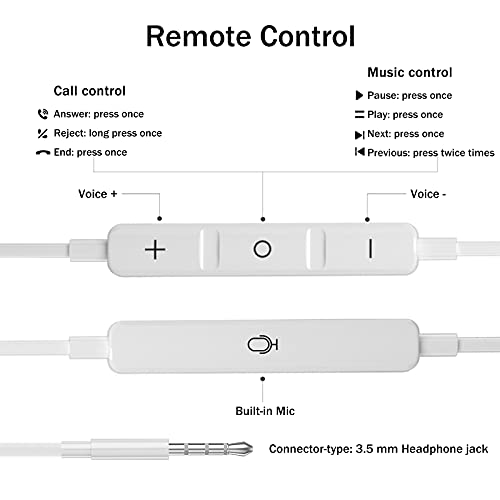 Remote Control
Call control
Answer: press once
Reject: long press once
End: press once
Music control
Pause: press once
Play: press once
Next: press once
Previous: press twice times
Voice +
Voice -
Built-in Mic
Connector-type: 3.5 mm Headphone jack